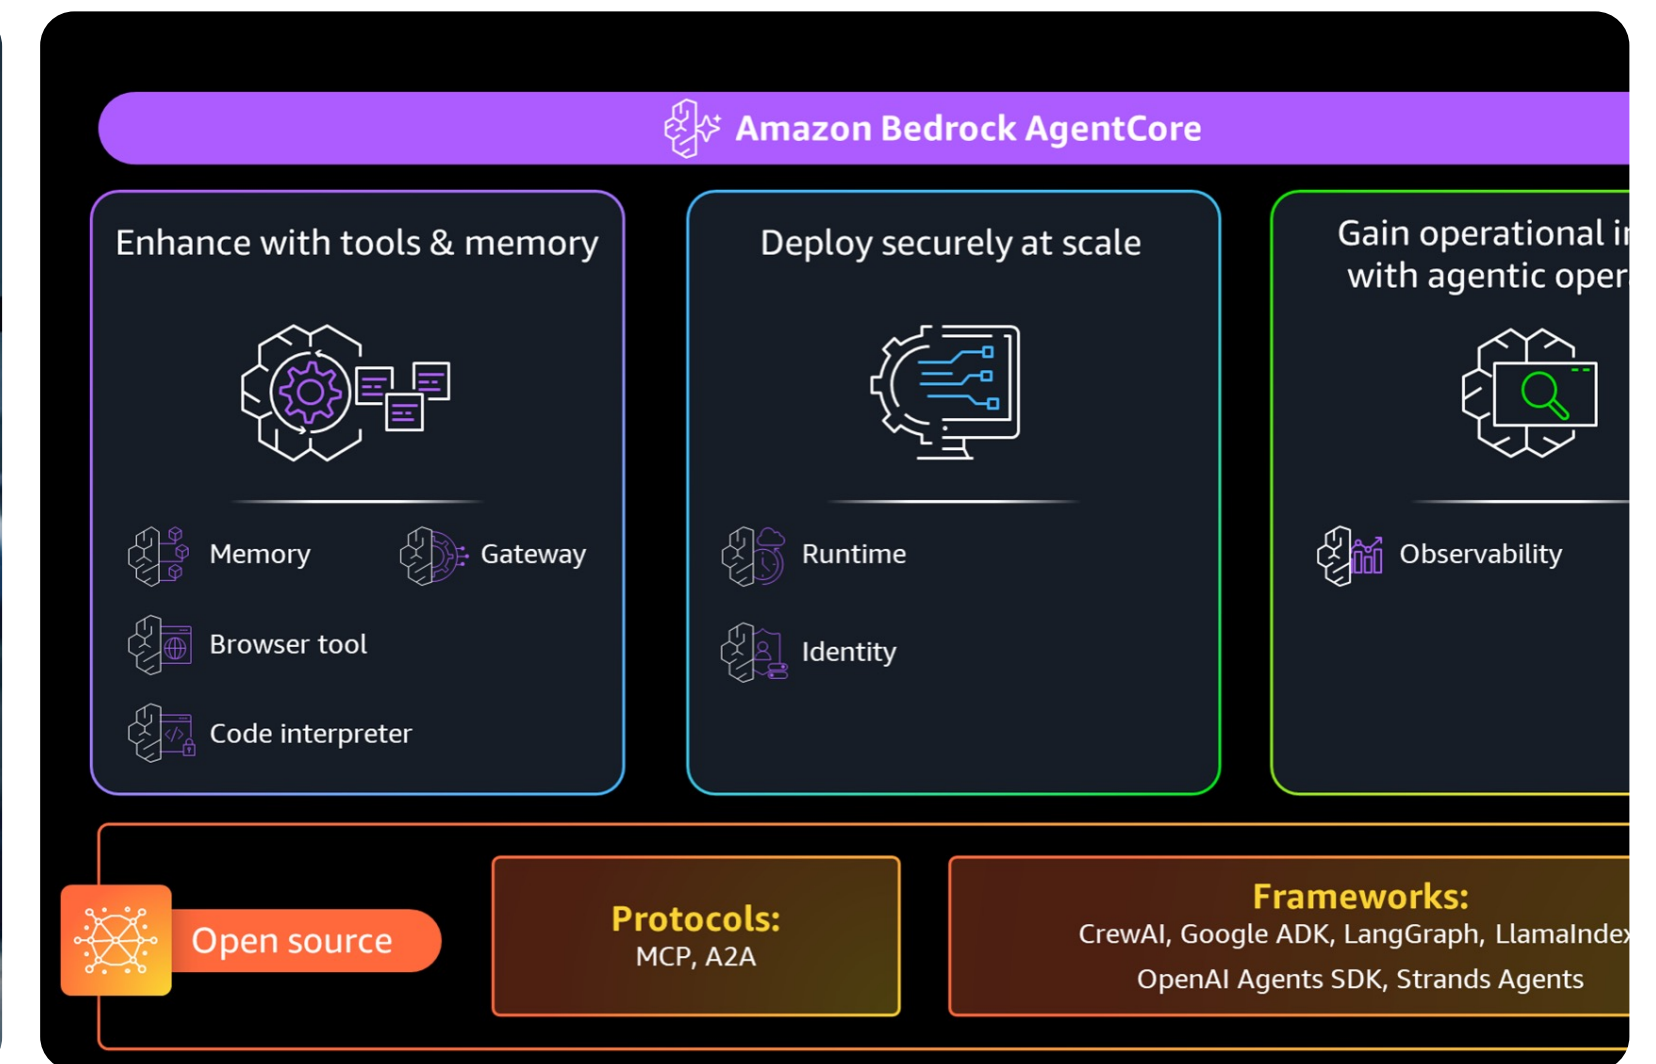 Amazon Bedrock AgentCore
Enhance with tools & memory
Memory
Gateway
Browser tool
Code interpreter
Deploy securely at scale
Runtime
Identity
Gain operational
with agentic
Observability
Open source
Protocols:
MCP, A2A
Frameworks:
CrewAI, Google ADK, LangGraph, LlamaIndex
OpenAI Agents SDK, Strands Agents